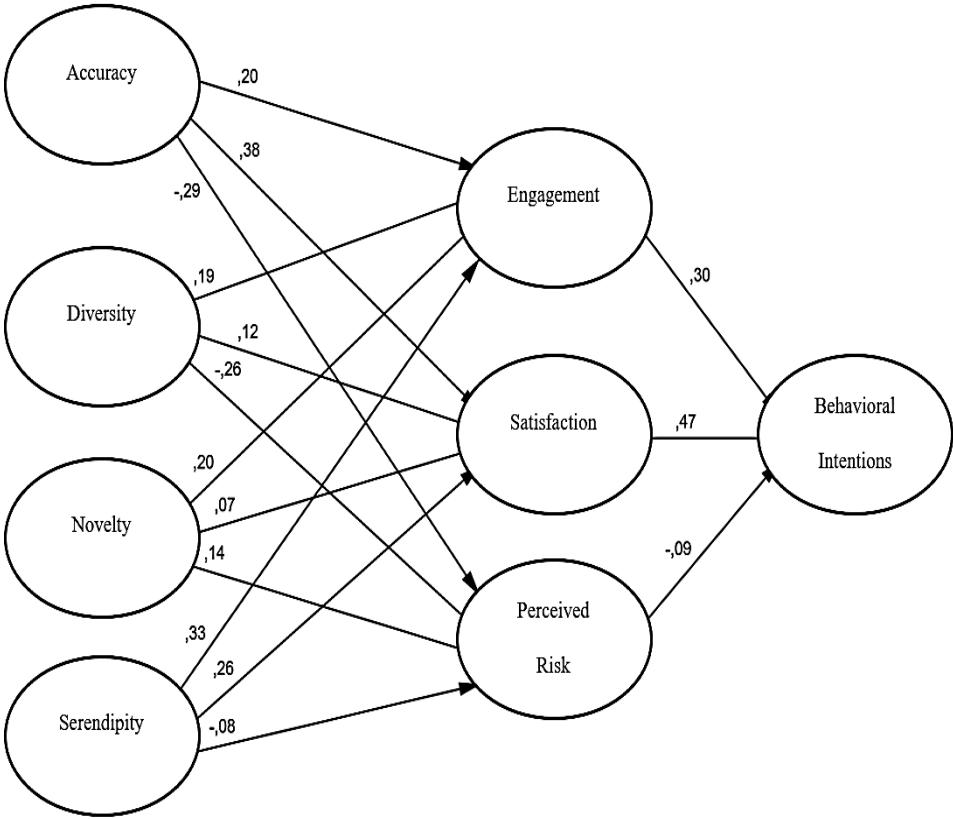 Accuracy
,20
,38
-,29
Engagement
,19
,30
Diversity
,12
-,26
Satisfaction
,47
Behavioral
Intentions
,20
,07
Novelty
,14
-,09
Perceived
Risk
,33
,26
Serendipity
-,08